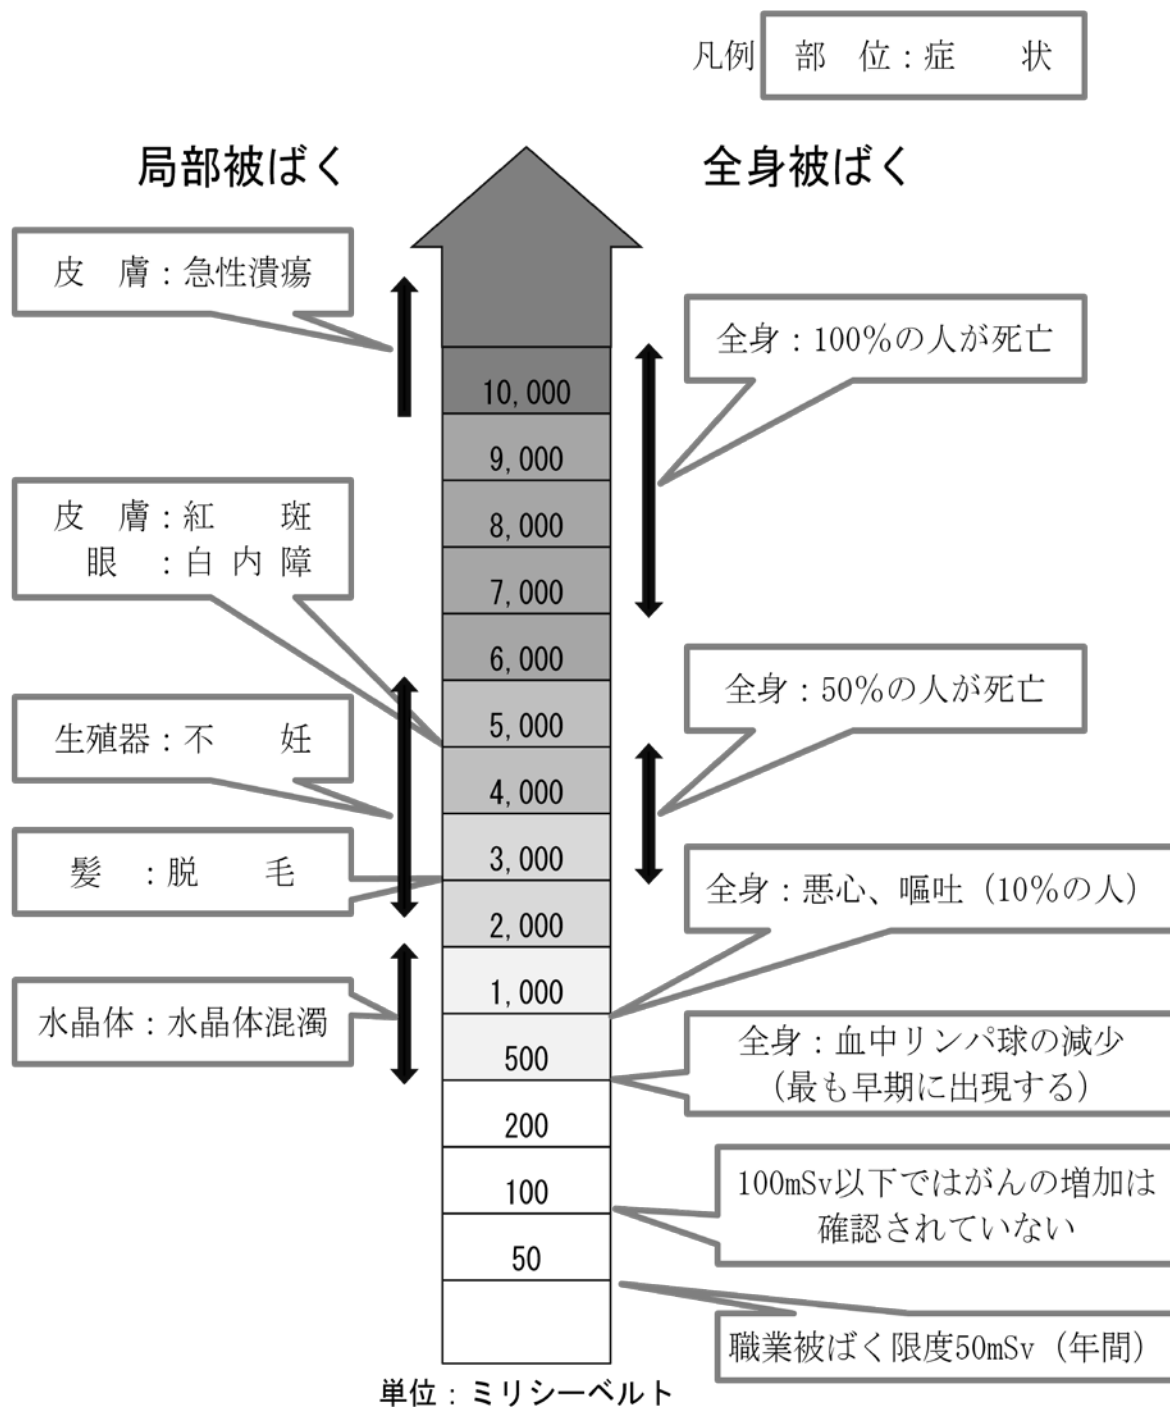 凡例 部 位：症 状
局部被ばく
全身被ばく
皮 膚：急性潰瘍
全身：100％の人が死亡
10,000
9,000
皮 膚：紅 斑
眼 ：白 内 障
8,000
7,000
6,000
全身：50％の人が死亡
5,000
生殖器：不 妊
4,000
髪 ：脱 毛
3,000
全身：悪心、嘔吐（10％の人）
2,000
1,000
水晶体：水晶体混濁
全身：血中リンパ球の減少
（最も早期に出現する）
500
200
100
100mSv以下ではがんの増加は
確認されていない
50
職業被ばく限度50mSv（年間）
単位：ミリシーベルト